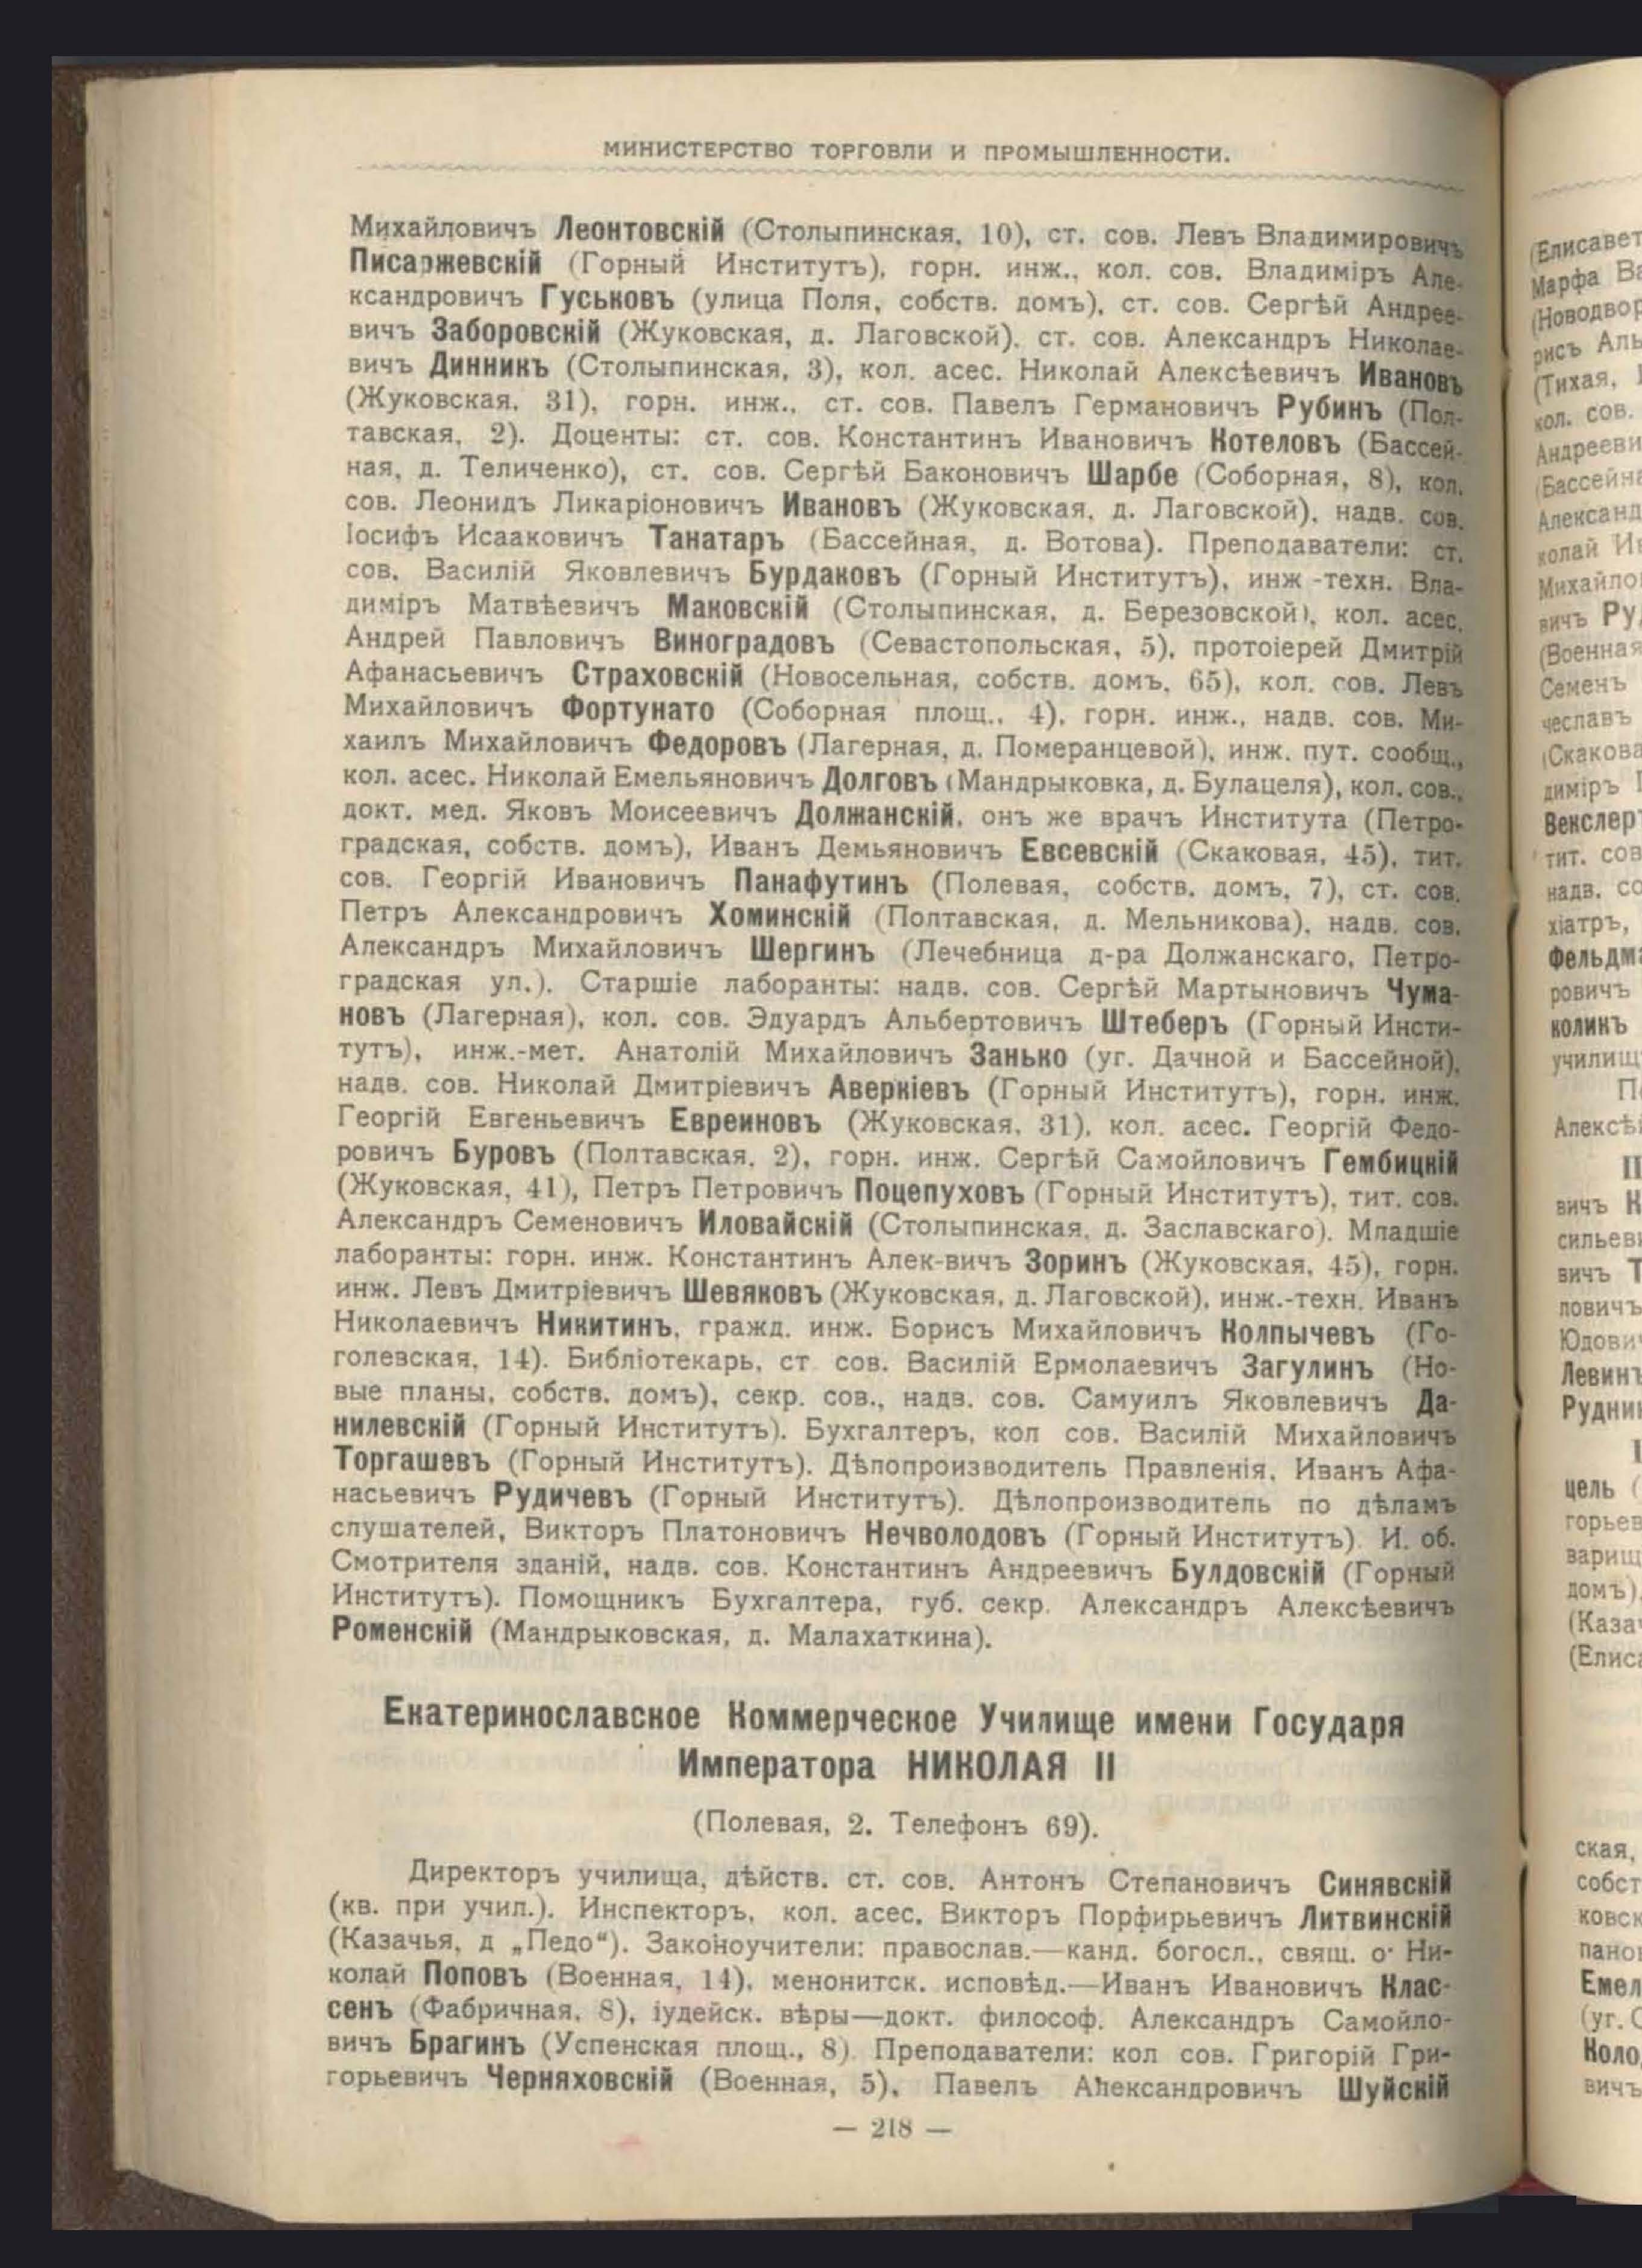 МИНИСТЕРСТВО ТОРГОВЛИ И ПРОМЫШЛЕННОСТИ.
Михайловичъ Леонтовскій (Столыпинская, 10), ст. сов. Левъ Владимировичъ
Писаржевскій (Горный Институтъ), горн. инж., кол. сов. Владиміръ Але-
ксандровичъ Гуськовъ (улица Поля, собств. домъ), ст. сов. Сергѣй Андрее-
вичъ Заборовскій (Жуковская, д. Лаговской), ст. сов. Александръ Николае-
вичъ Динникъ (Столыпинская, 3), кол. асес. Николай Алексѣевичъ Ивановъ
(Жуковская, 31), горн. инж., ст. сов. Павелъ Германовичъ Рубинъ (Пол-
тавская, 2). Доценты: ст. сов. Константинъ Ивановичъ Котеловъ (Бассей-
ная, д. Теличенко), ст. сов. Сергѣй Баконовичъ Шарбе (Соборная, 8), кол.
сов. Леонидъ Ликаріоновичъ Ивановъ (Жуковская, д. Лаговской), надв. сов.
Іосифъ Исааковичъ Танатаръ (Бассейная, д. Вотова). Преподаватели: ст.
сов. Василій Яковлевичъ Бурдаковъ (Горный Институтъ), инж-техн. Вла-
диміръ Матвѣевичъ Маковскій (Столыпинская, д. Березовской), кол. асес.
Андрей Павловичъ Виноградовъ (Севастопольская, 5), протоіерей Дмитрій
Афанасьевичъ Страховскій (Новосельная, собств. домъ, 65), кол. сов. Левъ
Михайловичъ Фортунато (Соборная площ., 4), горн. инж., надв. сов. Ми-
хаилъ Михайловичъ Федоровъ (Лагерная, д. Померанцевой), инж. пут. сообщ.,
кол. асес. Николай Емельяновичъ Долговъ (Мандрыковка, д. Булацеля), кол. сов.,
докт. мед. Яковъ Моисеевичъ Должанскій, онъ же врачъ Института (Петро-
градская, собств. домъ), Иванъ Демьяновичъ Евсевскій (Скаковая, 45), тит.
сов. Георгій Ивановичъ Панафутинъ (Полевая, собств. домъ, 7), ст. сов.
Петръ Александровичъ Хоминскій (Полтавская, д. Мельникова), надв. сов.
Александръ Михайловичъ Шергинъ (Лечебница д-ра Должанскаго, Петро-
градская ул.). Старшіе лаборанты: надв. сов. Сергѣй Мартыновичъ Чума-
новъ (Лагерная), кол. сов. Эдуардъ Альбертовичъ Штеберъ (Горный Инсти-
тутъ), инж.-мет. Анатолій Михайловичъ Занько (уг. Дачной и Бассейной),
надв. сов. Николай Дмитріевичъ Аверкіевъ (Горный Институтъ), горн. инж.
Георгій Евгеньевичъ Евреиновъ (Жуковская, 31), кол. асес. Георгій Федо-
ровичъ Буровъ (Полтавская, 2), горн. инж. Сергѣй Самойловичъ Гембицкій
(Жуковская, 41), Петръ Петровичъ Поцепуховъ (Горный Институтъ), тит. сов.
Александръ Семеновичъ Иловайскій (Столыпинская, д. Заславскаго). Младшіе
лаборанты: горн. инж. Константинъ Алек-вичъ Зоринъ (Жуковская, 45), горн.
инж. Левъ Дмитріевичъ Шевяковъ (Жуковская, д. Лаговской), инж.-техн. Иванъ
Николаевичъ Никитинъ, гражд. инж. Борисъ Михайловичъ Колпычевъ (Го-
голевская, 14). Библіотекарь, ст сов. Василій Ермолаевичъ Загулинъ (Но-
вые планы, собств. домъ), секр. сов., надв. сов. Самуилъ Яковлевичъ Да-
нилевскій (Горный Институтъ). Бухгалтеръ, кол сов. Василій Михайловичъ
Торгашевъ (Горный Институтъ). Дѣлопроизводитель Правленія, Иванъ Афа-
насьевичъ Рудичевъ (Горный Институтъ). Дѣлопроизводитель по дѣламъ
слушателей, Викторъ Платоновичъ Нечволодовъ (Горный Институтъ). И. об.
Смотрителя зданій, надв. сов. Константинъ Андреевичъ Булдовскій (Горный
Институтъ). Помощникъ Бухгалтера, губ. секр. Александръ Алексѣевичъ
Роменскій (Мандрыковская, д. Малахаткина).
Екатеринославское Коммерческое Училище имени Государя
Императора НИКОЛАЯ II
(Полевая, 2. Телефонъ 69).
Директоръ училища, дѣйств. ст. сов. Антонъ Степановичъ Синявскій
(кв. при учил.). Инспекторъ, кол. асес. Викторъ Порфирьевичъ Литвинскій
(Казачья, д „Педо“). Законоучители: православ.—канд. богосл., свящ. о· Ни-
колай Поповъ (Военная, 14), менонитск. исповѣд.—Иванъ Ивановичъ Клас-
сенъ (Фабричная, 8), іудейск. вѣры—докт. философ. Александръ Самойло-
вичъ Брагинъ (Успенская площ., 8). Преподаватели: кол сов. Григорій Гри-
горьевичъ Черняховскій (Военная, 5), Павелъ Александровичъ Шуйскій
— 218 —